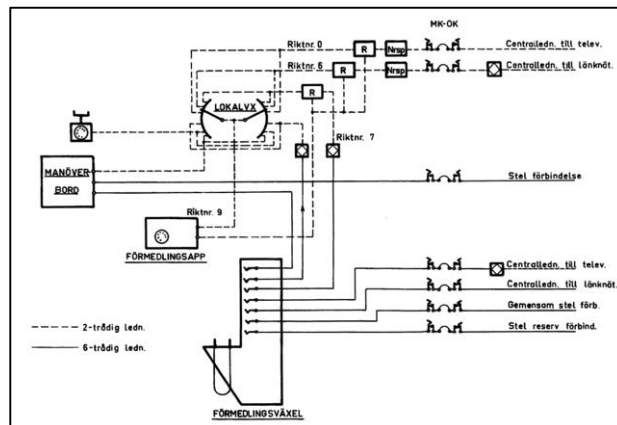 MK-OK
Riktnr. 0
R
Nrsp
Centralledn. till telev.
Riktnr. 6
R
Nrsp
Centralledn. till länknöt.
R
LOKALVX
Riktnr. 7
MANÖVER
BORD
Stel förbindelse
Riktnr. 9
FÖRMEDLINGSAPP
Centralledn. till
telev.
Centralledn. till länknöt.
Gemensam stel förb.
Stel reserv förbind.
2-trådig ledn.
6-trådig ledn.
FÖRMEDLINGSVÄXEL